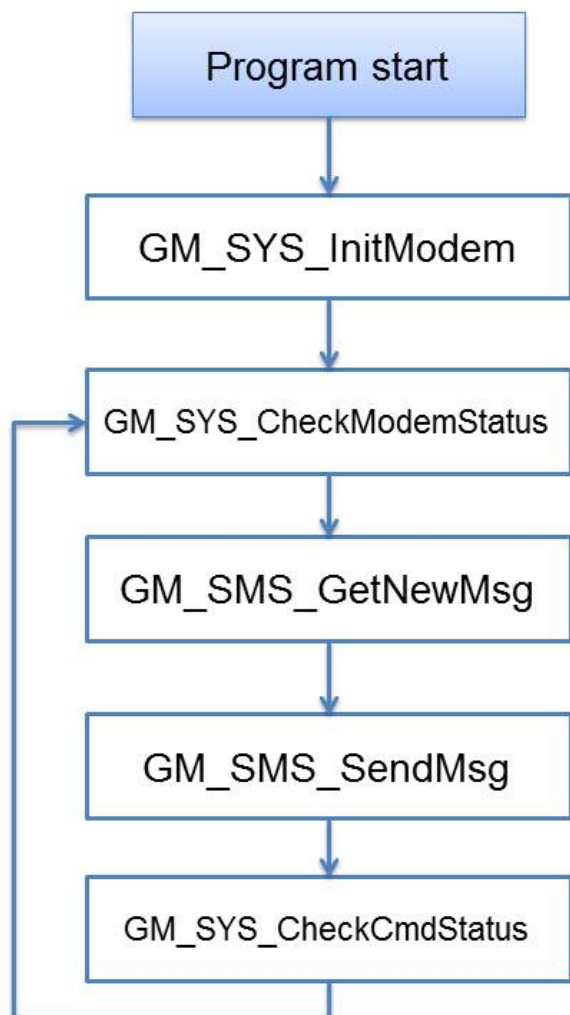 Program start
GM_SYS_InitModem
GM_SYS_CheckModemStatus
GM_SMS_GetNewMsg
GM_SMS_SendMsg
GM_SYS_CheckCmdStatus